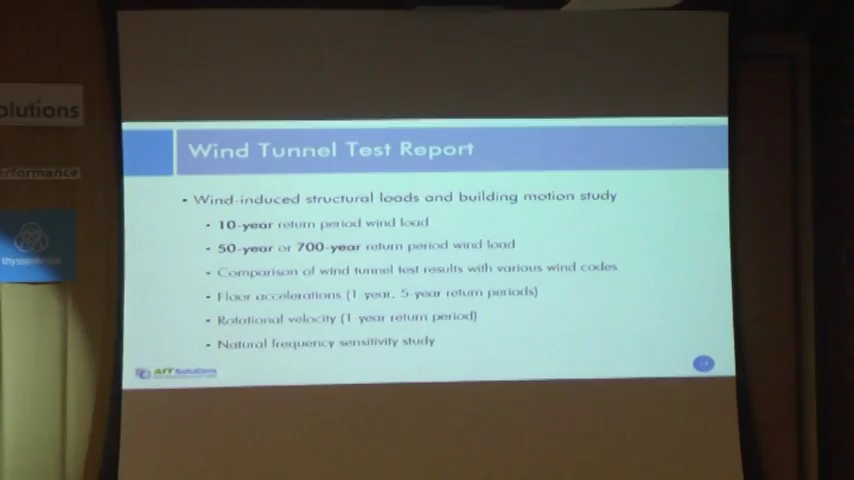 olutions
erformance
thyssenkrupp
Wind Tunnel Test Report
• Wind-induced structural loads and building motion study
• 10-year return period wind load
• 50-year or 700-year return period wind load
• Comparison of wind tunnel test results with various wind codes
• Floor accelerations (1-year, 5-year return periods)
• Rotational velocity (1-year return period)
• Natural frequency sensitivity study
AIT Solutions